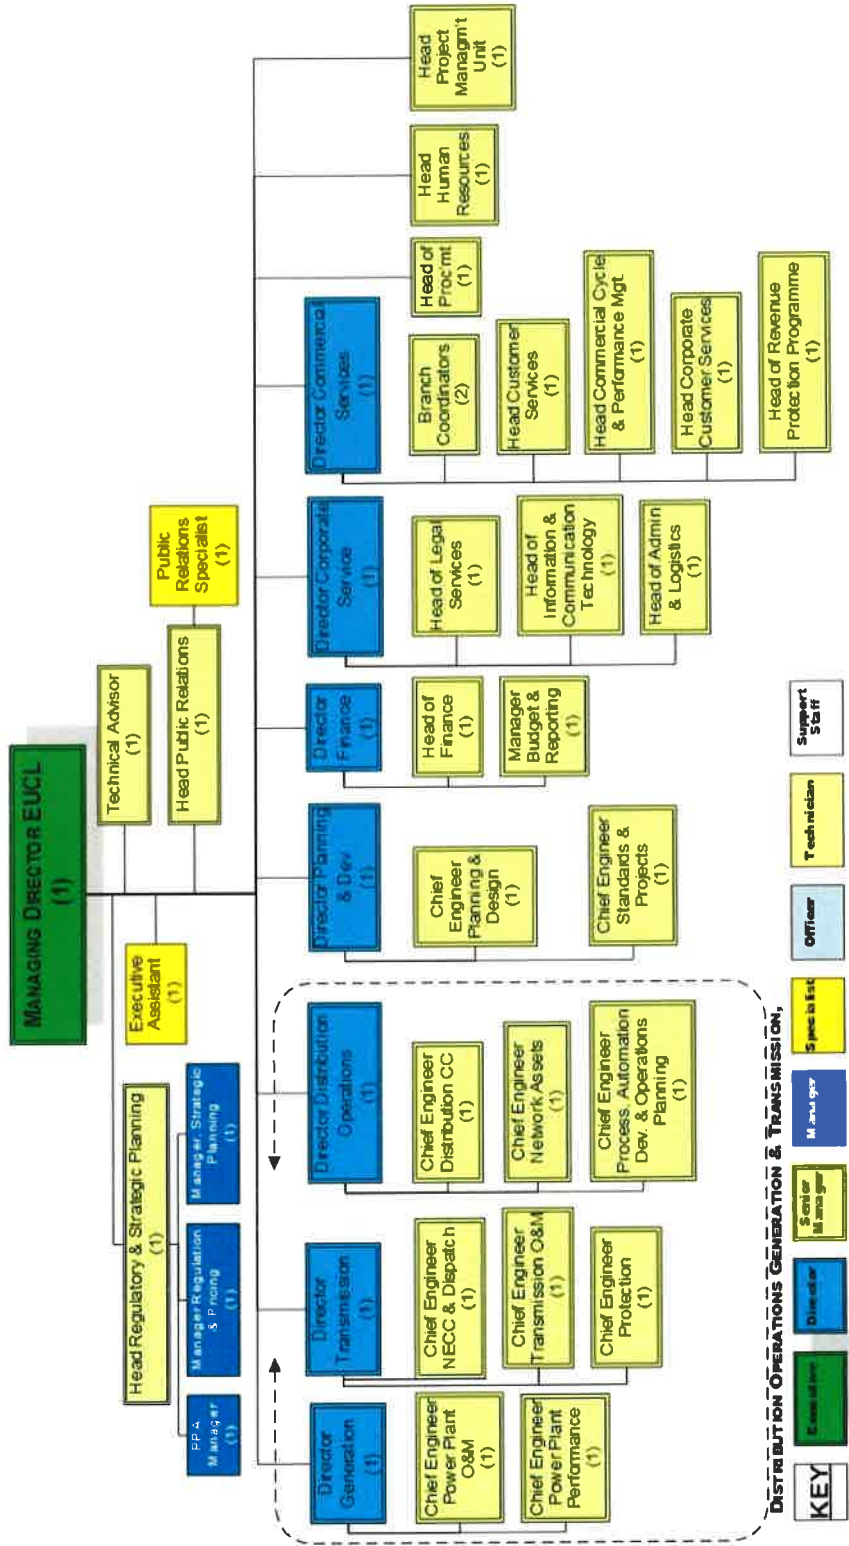 MANAGING DIRECTOR EUCL
(1)
Technical Advisor
(1)
Head Public Relations
(1)
Public
Relations
Specialist
(1)
Executive
Assistant
(1)
Head Regulatory & Strategic Planning
(1)
PPA
Manager
(1)
Manager Regulation
& Pricing
(1)
Manager, Strategic
Planning
(1)
Director
Generation
(1)
Chief Engineer
Power Plant
O&M
(1)
Chief Engineer
Power Plant
Performance
(1)
Director
Transmission
(1)
Chief Engineer
NECC & Dispatch
(1)
Chief Engineer
Transmission O&M
(1)
Chief Engineer
Protection
(1)
Director Distribution
Operations
(1)
Chief Engineer
Distribution CC
(1)
Chief Engineer
Network Assets
(1)
Chief Engineer
Process, Automation
Dev. & Operations
Planning
(1)
DISTRIBUTION OPERATIONS GENERATION & TRANSMISSION,
Director Planning
& Dev
(1)
Chief
Engineer
Planning &
Design
(1)
Chief Engineer
Standards &
Projects
(1)
Director
Finance
(1)
Head of
Finance
(1)
Manager
Budget &
Reporting
(1)
Director Corporate
Service
(1)
Head of Legal
Services
(1)
Head of
Information &
Communication
Technology
(1)
Head of Admin
& Logistics
(1)
Director Commercial
Services
(1)
Branch
Coordinators
(2)
Head Customer
Services
(1)
Head Commercial Cycle
& Performance Mgt
(1)
Head Corporate
Customer Services
(1)
Head of Revenue
Protection Programme
(1)
Head of
Proc'mt
(1)
Head
Human
Resources
(1)
Head
Project
Managm't
Unit
(1)
KEY
Executive
Director
Senior
Manager
Manager
Specialist
Officer
Technician
Support
Staff